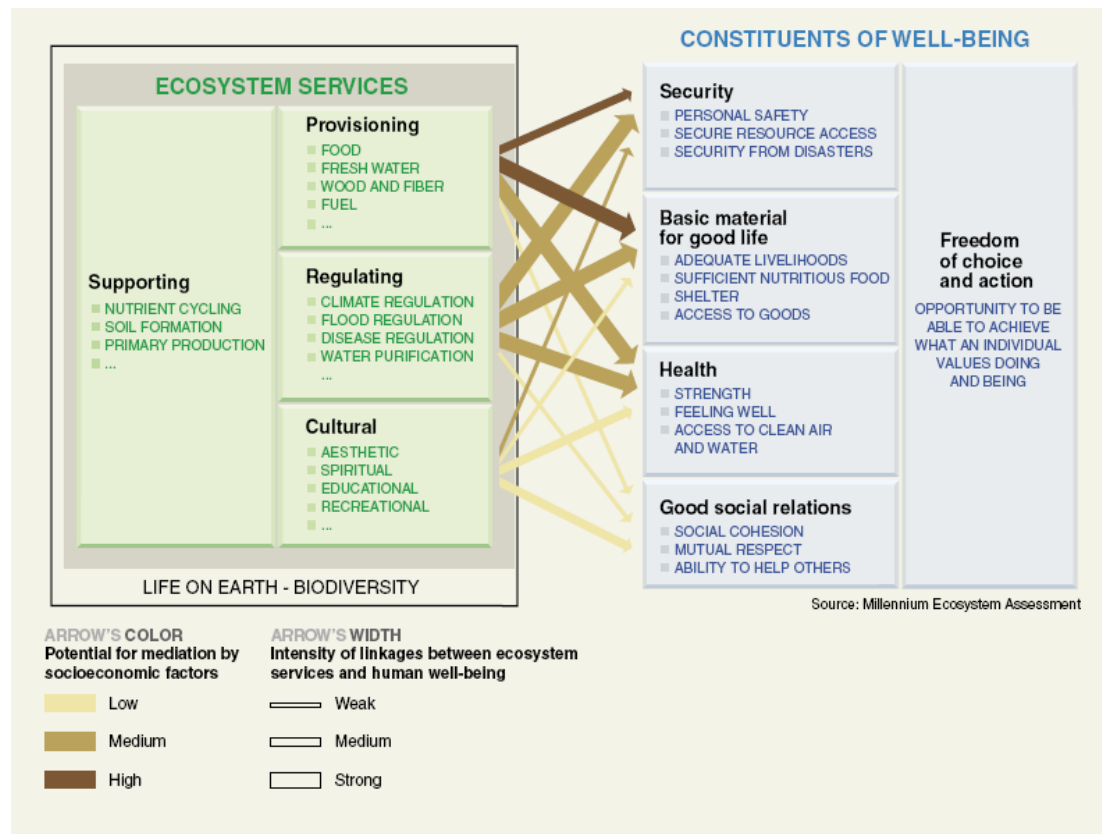 CONSTITUENTS OF WELL-BEING
ECOSYSTEM SERVICES
Supporting
NUTRIENT CYCLING
SOIL FORMATION
PRIMARY PRODUCTION
...
Provisioning
FOOD
FRESH WATER
WOOD AND FIBER
FUEL
...
Regulating
CLIMATE REGULATION
FLOOD REGULATION
DISEASE REGULATION
WATER PURIFICATION
...
Cultural
AESTHETIC
SPIRITUAL
EDUCATIONAL
RECREATIONAL
...
LIFE ON EARTH - BIODIVERSITY
Security
PERSONAL SAFETY
SECURE RESOURCE ACCESS
SECURITY FROM DISASTERS
Basic material
for good life
ADEQUATE LIVELIHOODS
SUFFICIENT NUTRITIOUS FOOD
SHELTER
ACCESS TO GOODS
Health
STRENGTH
FEELING WELL
ACCESS TO CLEAN AIR
AND WATER
Good social relations
SOCIAL COHESION
MUTUAL RESPECT
ABILITY TO HELP OTHERS
Freedom
of choice
and action
OPPORTUNITY TO BE
ABLE TO ACHIEVE
WHAT AN INDIVIDUAL
VALUES DOING
AND BEING
Source: Millennium Ecosystem Assessment
ARROW'S COLOR
Potential for mediation by
socioeconomic factors
Low
Medium
High
ARROW'S WIDTH
Intensity of linkages between ecosystem
services and human well-being
Weak
Medium
Strong